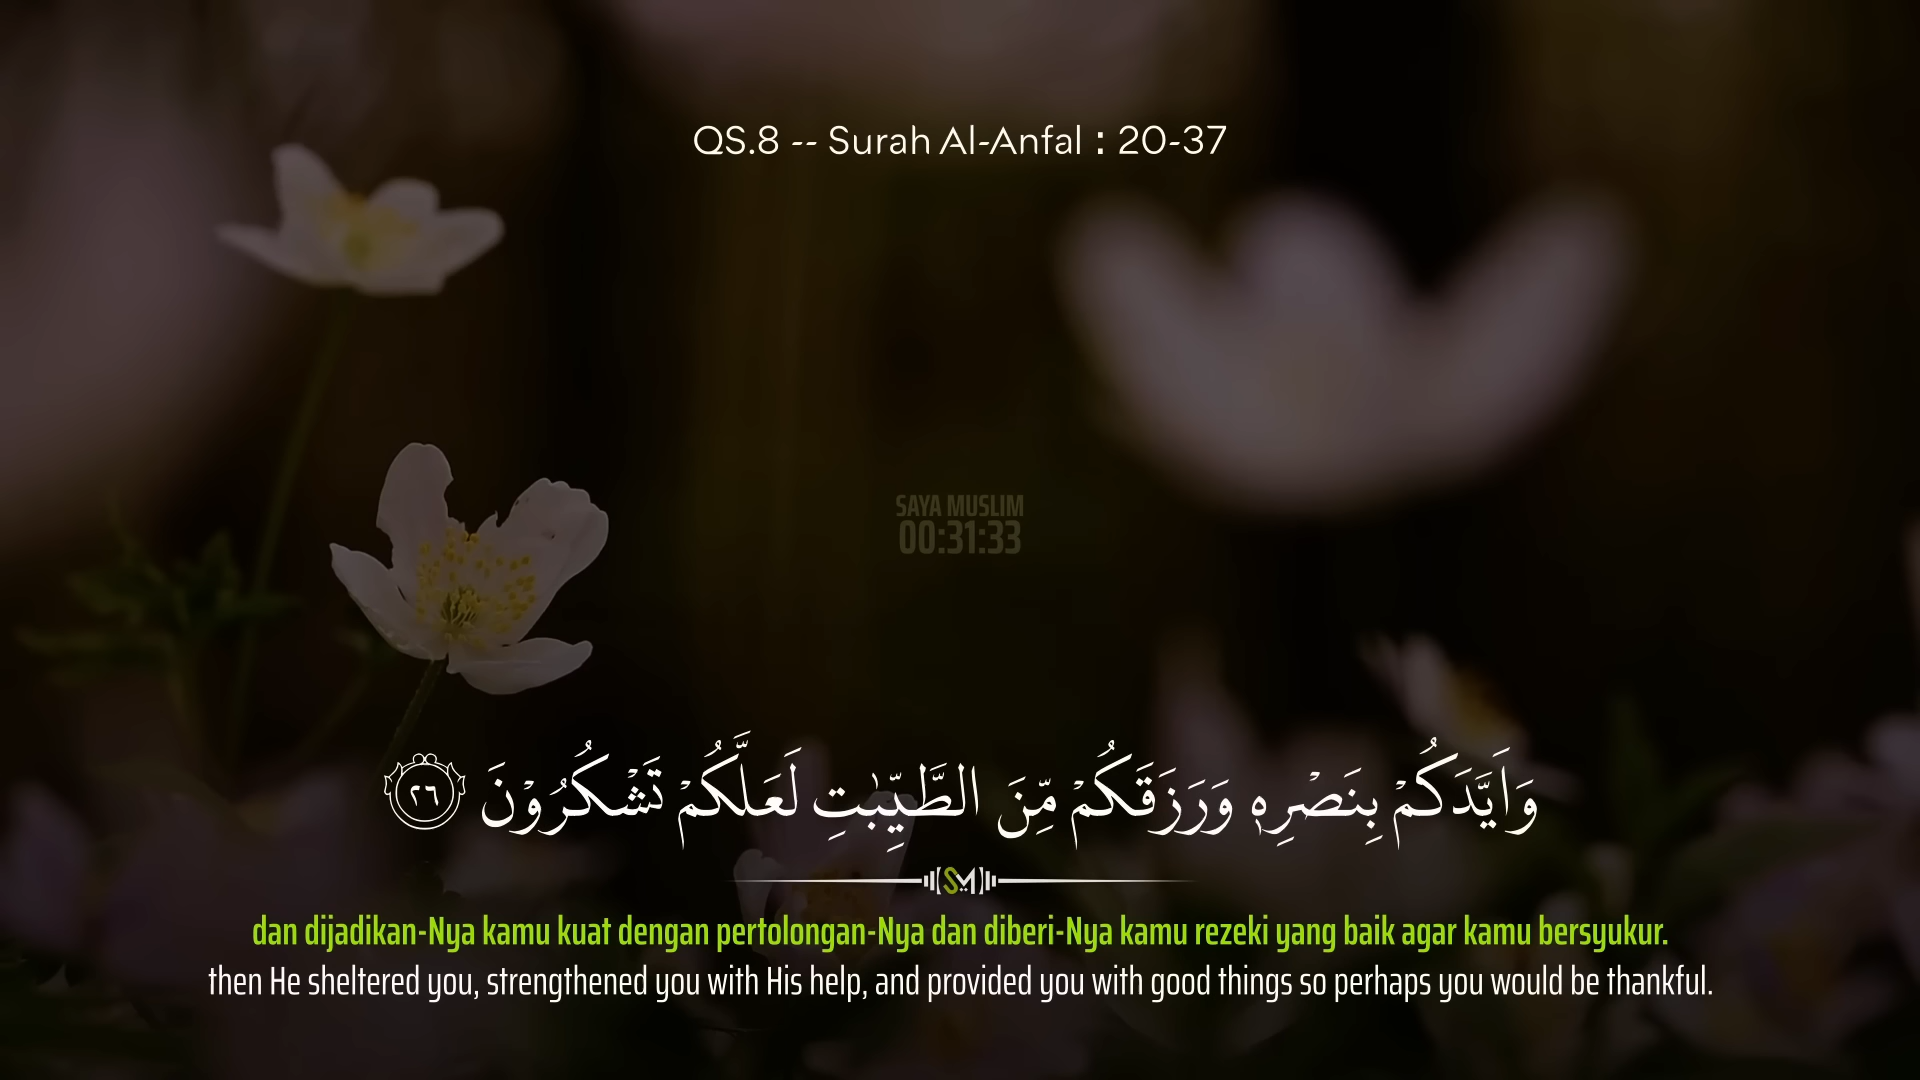 QS.8 -- Surah Al-Anfal : 20-37
SAYA MUSLIM
00:31:33
وَاَيَّدَكُمْ بِنَصْرِهٖ وَرَزَقَكُمْ مِّنَ الطَّيِّبٰتِ لَعَلَّكُمْ تَشْكُرُوْنَ ٢٦
SM
dan dijadikan-Nya kamu kuat dengan pertolongan-Nya dan diberi-Nya kamu rezeki yang baik agar kamu bersyukur.
then He sheltered you, strengthened you with His help, and provided you with good things so perhaps you would be thankful.